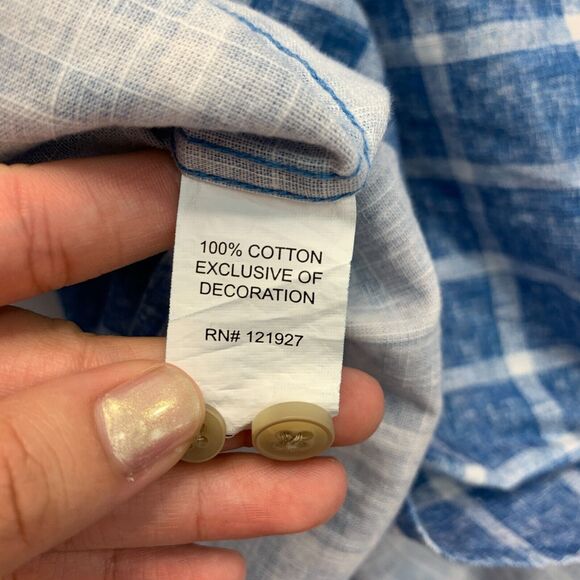 100% COTTON
EXCLUSIVE OF
DECORATION
RN# 121927